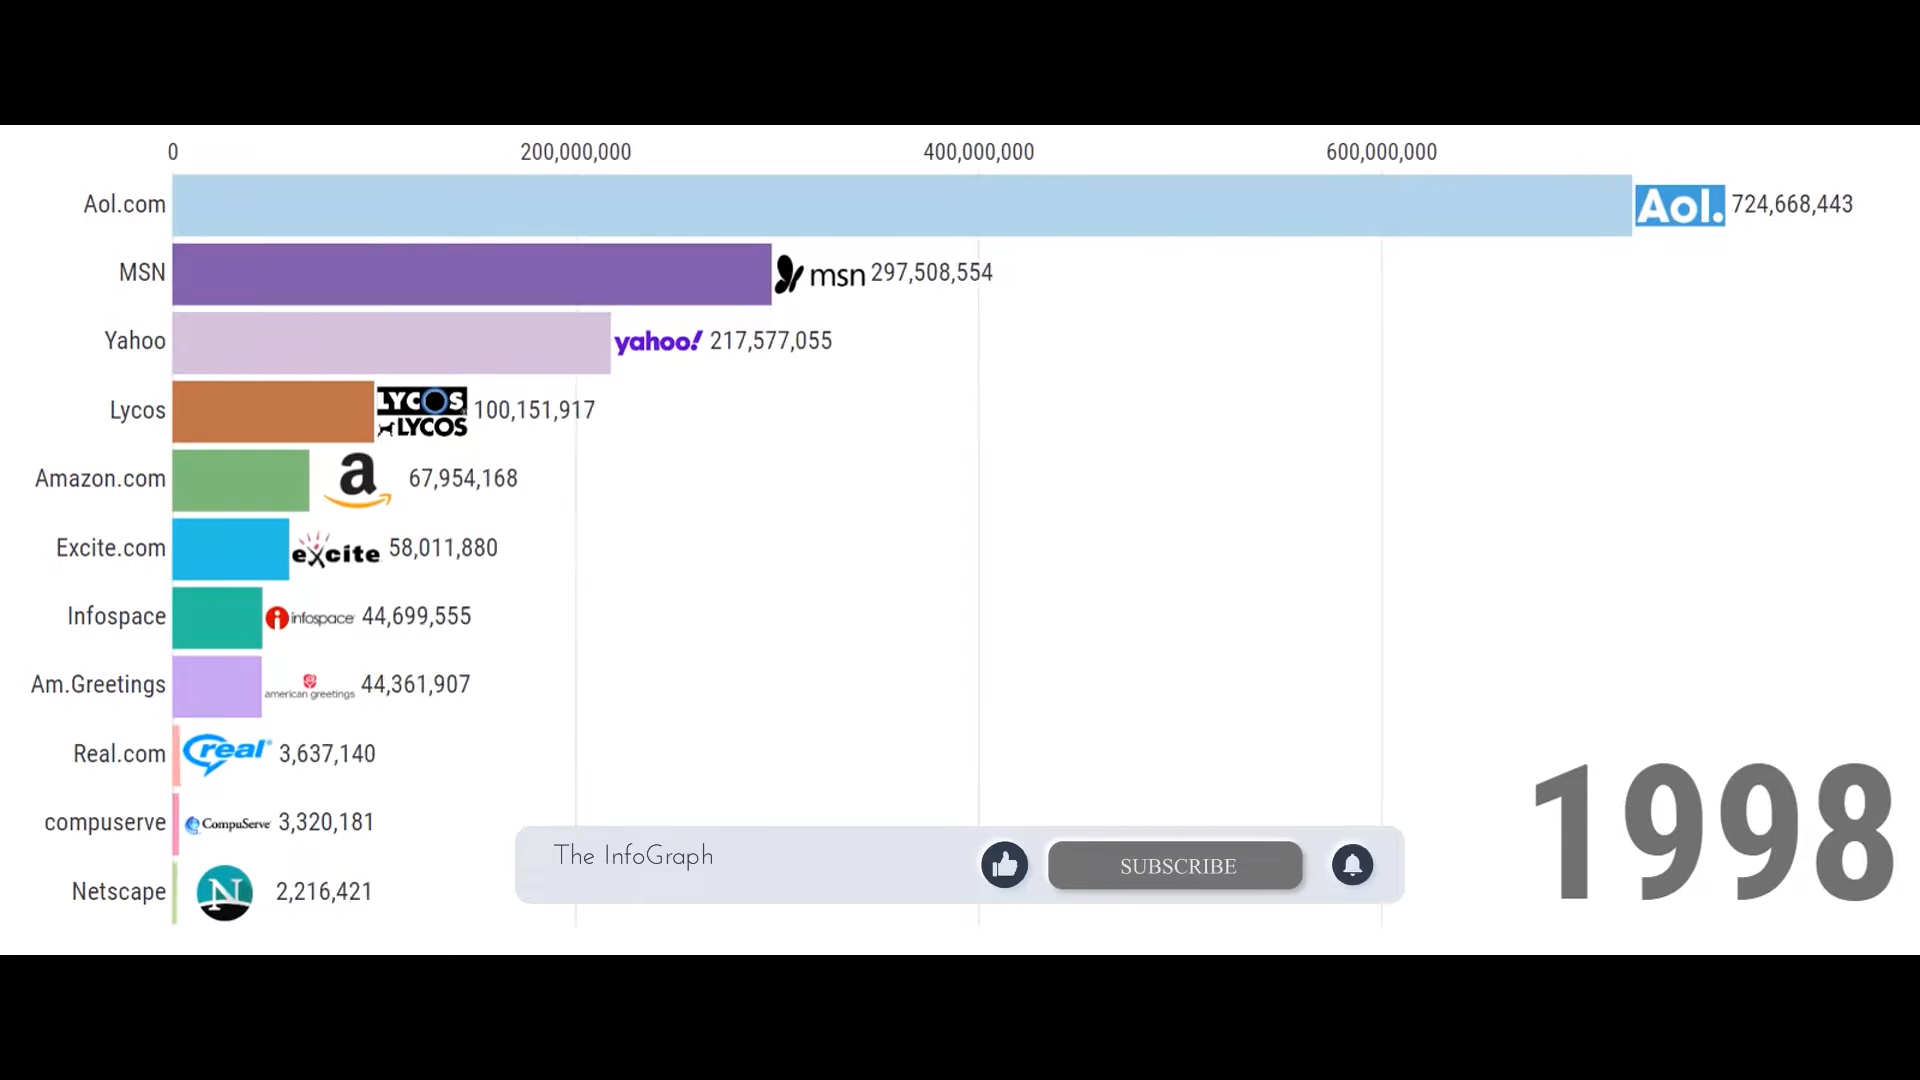 0 200,000,000 400,000,000 600,000,000
Aol.com Aol. 724,668,443
MSN msn 297,508,554
Yahoo yahoo! 217,577,055
Lycos LYCOS LYCOS 100,151,917
Amazon.com a 67,954,168
Excite.com excite 58,011,880
Infospace infospace 44,699,555
Am.Greetings american greetings 44,361,907
Real.com real 3,637,140
compuserve CompuServe 3,320,181
Netscape N 2,216,421
The InfoGraph SUBSCRIBE
1998